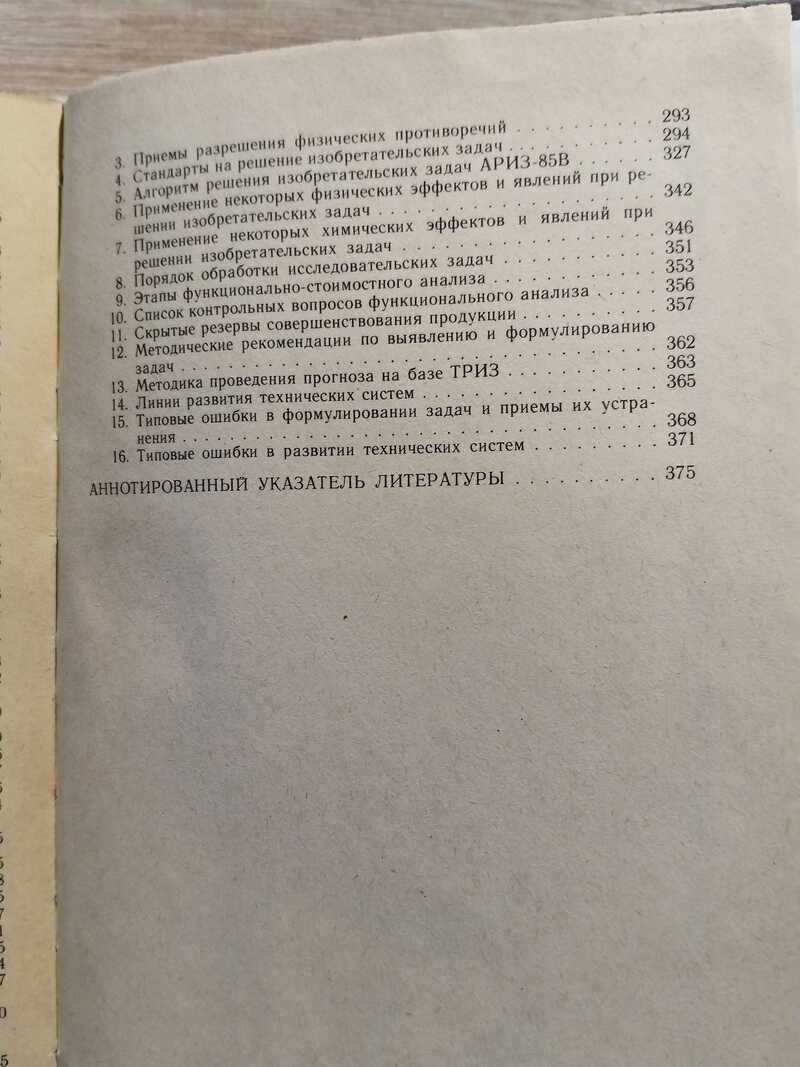 3. Приемы разрешения физических противоречий . . . . . . . . . . 293
4. Стандарты на решение изобретательских задач . . . . . . . . . . 294
5. Алгоритм решения изобретательских задач АРИЗ-85В . . . . . . 327
6. Применение некоторых физических эффектов и явлений при ре-
шении изобретательских задач . . . . . . . . . . . . . . . . . . . 342
7. Применение некоторых химических эффектов и явлений при
решении изобретательских задач . . . . . . . . . . . . . . . . . . 346
8. Порядок обработки исследовательских задач . . . . . . . . . . . 351
9. Этапы функционально-стоимостного анализа . . . . . . . . . . . 353
10. Список контрольных вопросов функционального анализа . . . . . 356
11. Скрытые резервы совершенствования продукции . . . . . . . . . 357
12. Методические рекомендации по выявлению и формулированию
задач . . . . . . . . . . . . . . . . . . . . . . . . . . . . . . . 362
13. Методика проведения прогноза на базе ТРИЗ . . . . . . . . . . 363
14. Линии развития технических систем . . . . . . . . . . . . . . . 365
15. Типовые ошибки в формулировании задач и приемы их устра-
нения . . . . . . . . . . . . . . . . . . . . . . . . . . . . . . . 368
16. Типовые ошибки в развитии технических систем . . . . . . . . . 371
АННОТИРОВАННЫЙ УКАЗАТЕЛЬ ЛИТЕРАТУРЫ . . . . . . . . . . 375